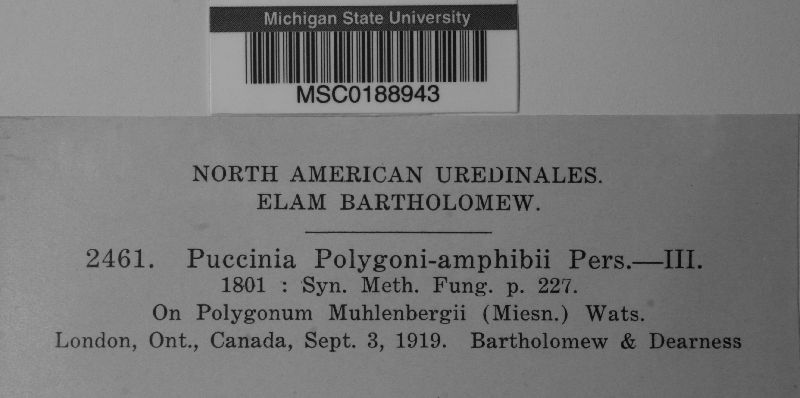 Michigan State University
MSC0188943
NORTH AMERICAN UREDINALES.
ELAM BARTHOLOMEW.
2461. Puccinia Polygoni-amphibii Pers.—III.
1801 : Syn. Meth. Fung. p. 227.
On Polygonum Muhlenbergii (Miesn.) Wats.
London, Ont., Canada, Sept. 3, 1919. Bartholomew & Dearness